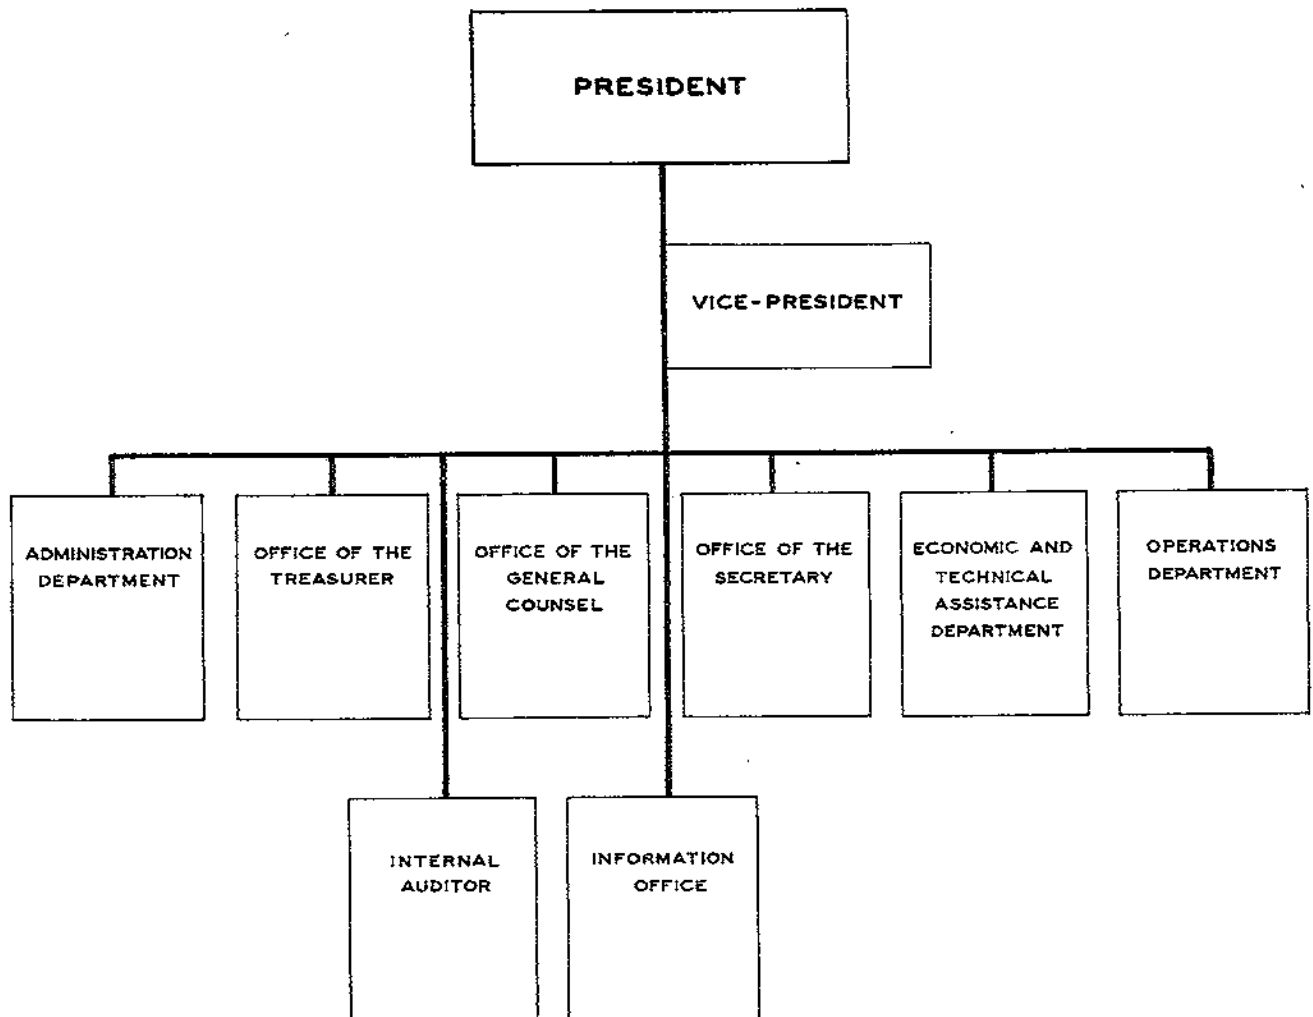 PRESIDENT
VICE-PRESIDENT
ADMINISTRATION
DEPARTMENT
OFFICE OF THE
TREASURER
OFFICE OF THE
GENERAL
COUNSEL
OFFICE OF THE
SECRETARY
ECONOMIC AND
TECHNICAL
ASSISTANCE
DEPARTMENT
OPERATIONS
DEPARTMENT
INTERNAL
AUDITOR
INFORMATION
OFFICE